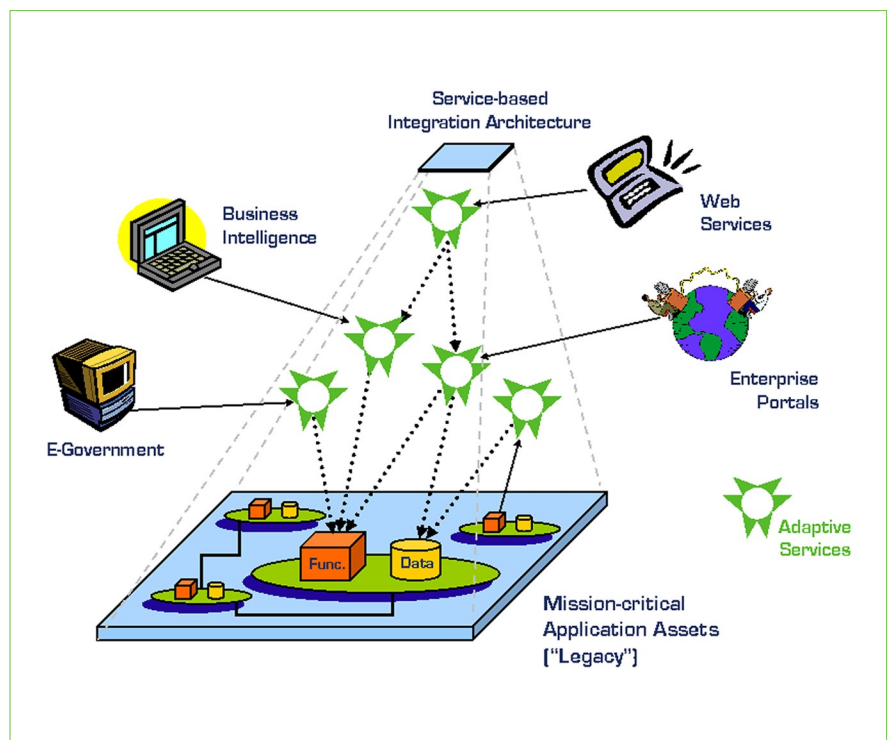 Service-based
Integration Architecture
Web
Services
Business
Intelligence
Enterprise
Portals
E-Government
Adaptive
Services
Func.
Data
Mission-critical
Application Assets
["Legacy"]